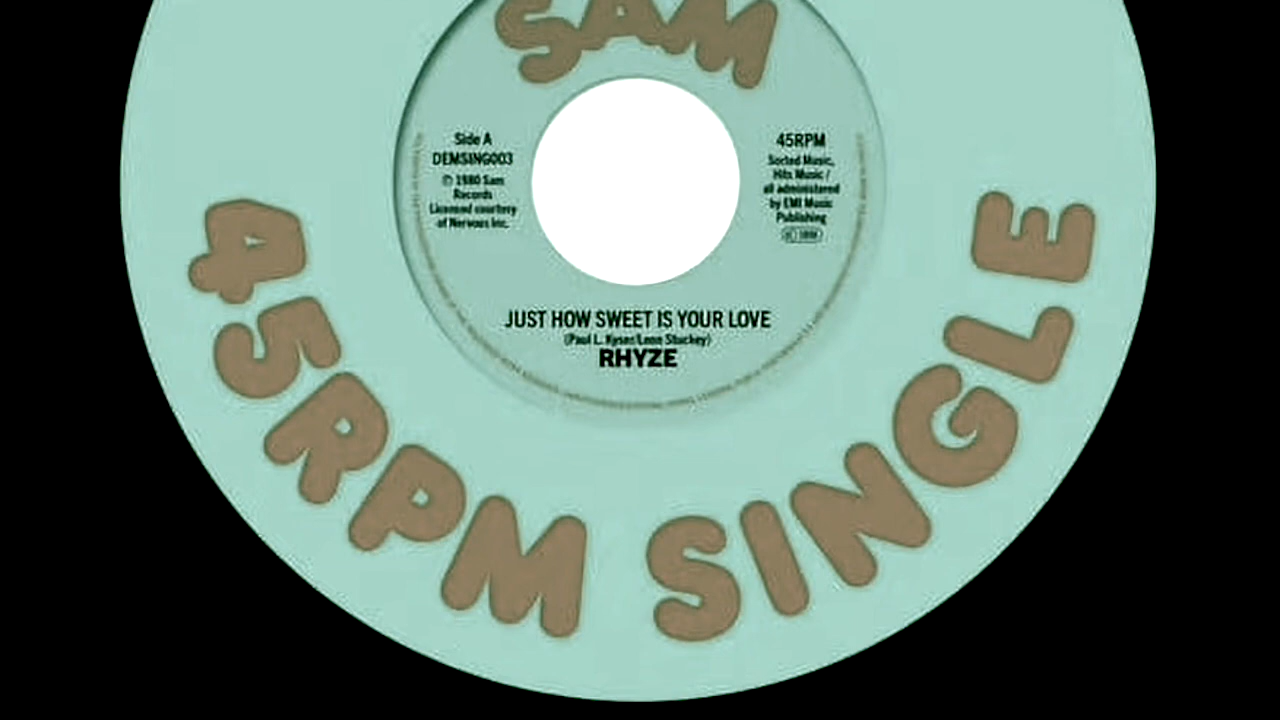 SAM
Side A
DEMSING003
℗ 1980 Sam
Records
Licensed courtesy
of Nervous Inc.
45RPM
Sorted Music,
Hits Music /
all administered
by EMI Music
Publishing
JUST HOW SWEET IS YOUR LOVE
(Paul L. Kyser/Leon Stuckey)
RHYZE
45RPM SINGLE